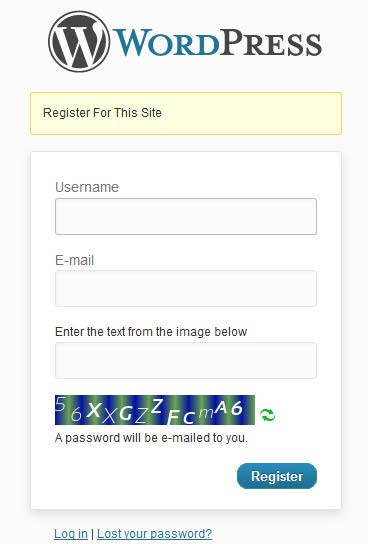 WORDPRESS
Register For This Site
Username
E-mail
Enter the text from the image below
56XXGZZFCmA6
A password will be e-mailed to you.
Register
Log in | Lost your password?